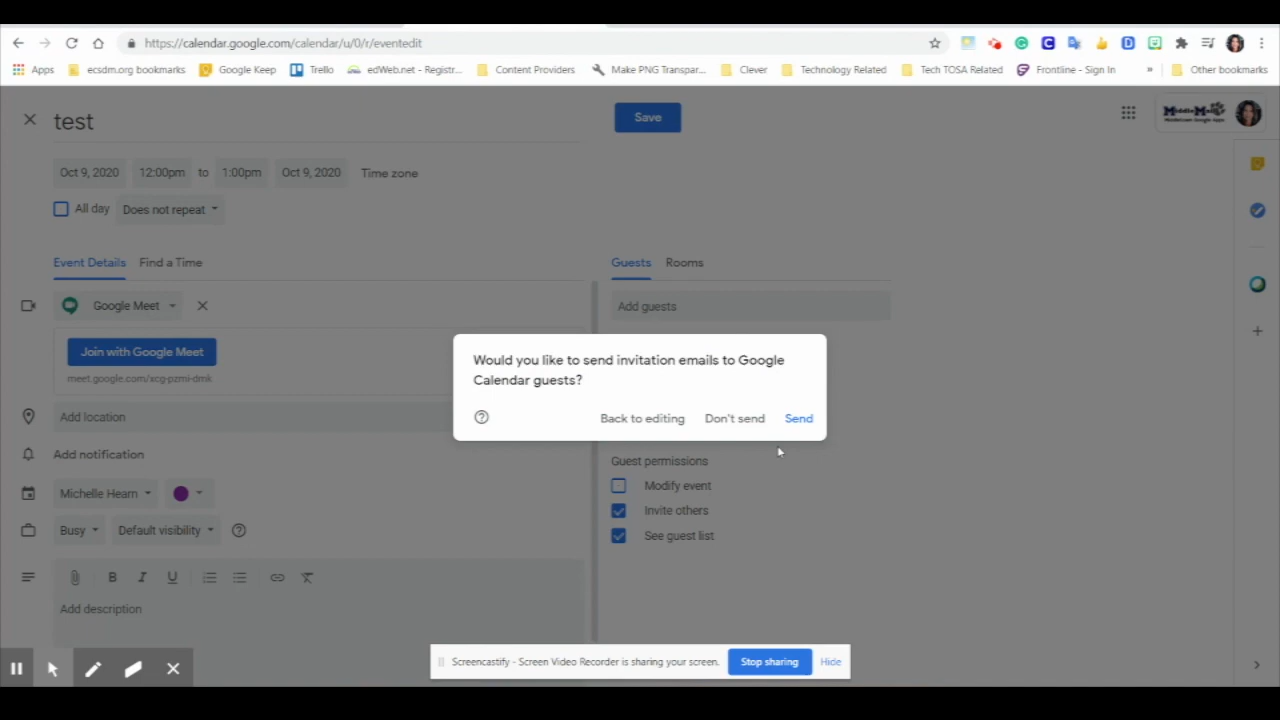 https://calendar.google.com/calendar/u/0/r/eventedit
Apps ecsdm.org bookmarks Google Keep Trello edWeb.net - Registr... Content Providers Make PNG Transpar... Clever Technology Related Tech TOSA Related Frontline - Sign In » Other bookmarks
test
Save
Oct 9, 2020 12:00pm to 1:00pm Oct 9, 2020 Time zone
All day Does not repeat
Event Details Find a Time
Guests Rooms
Google Meet
Add guests
Join with Google Meet
meet.google.com/xcg-pzmi-dmk
Would you like to send invitation emails to Google
Calendar guests?
Back to editing Don't send Send
Add location
Add notification
Guest permissions
Modify event
Michelle Hearn
Invite others
Busy Default visibility
See guest list
B I U
Add description
Screencastify - Screen Video Recorder is sharing your screen. Stop sharing Hide